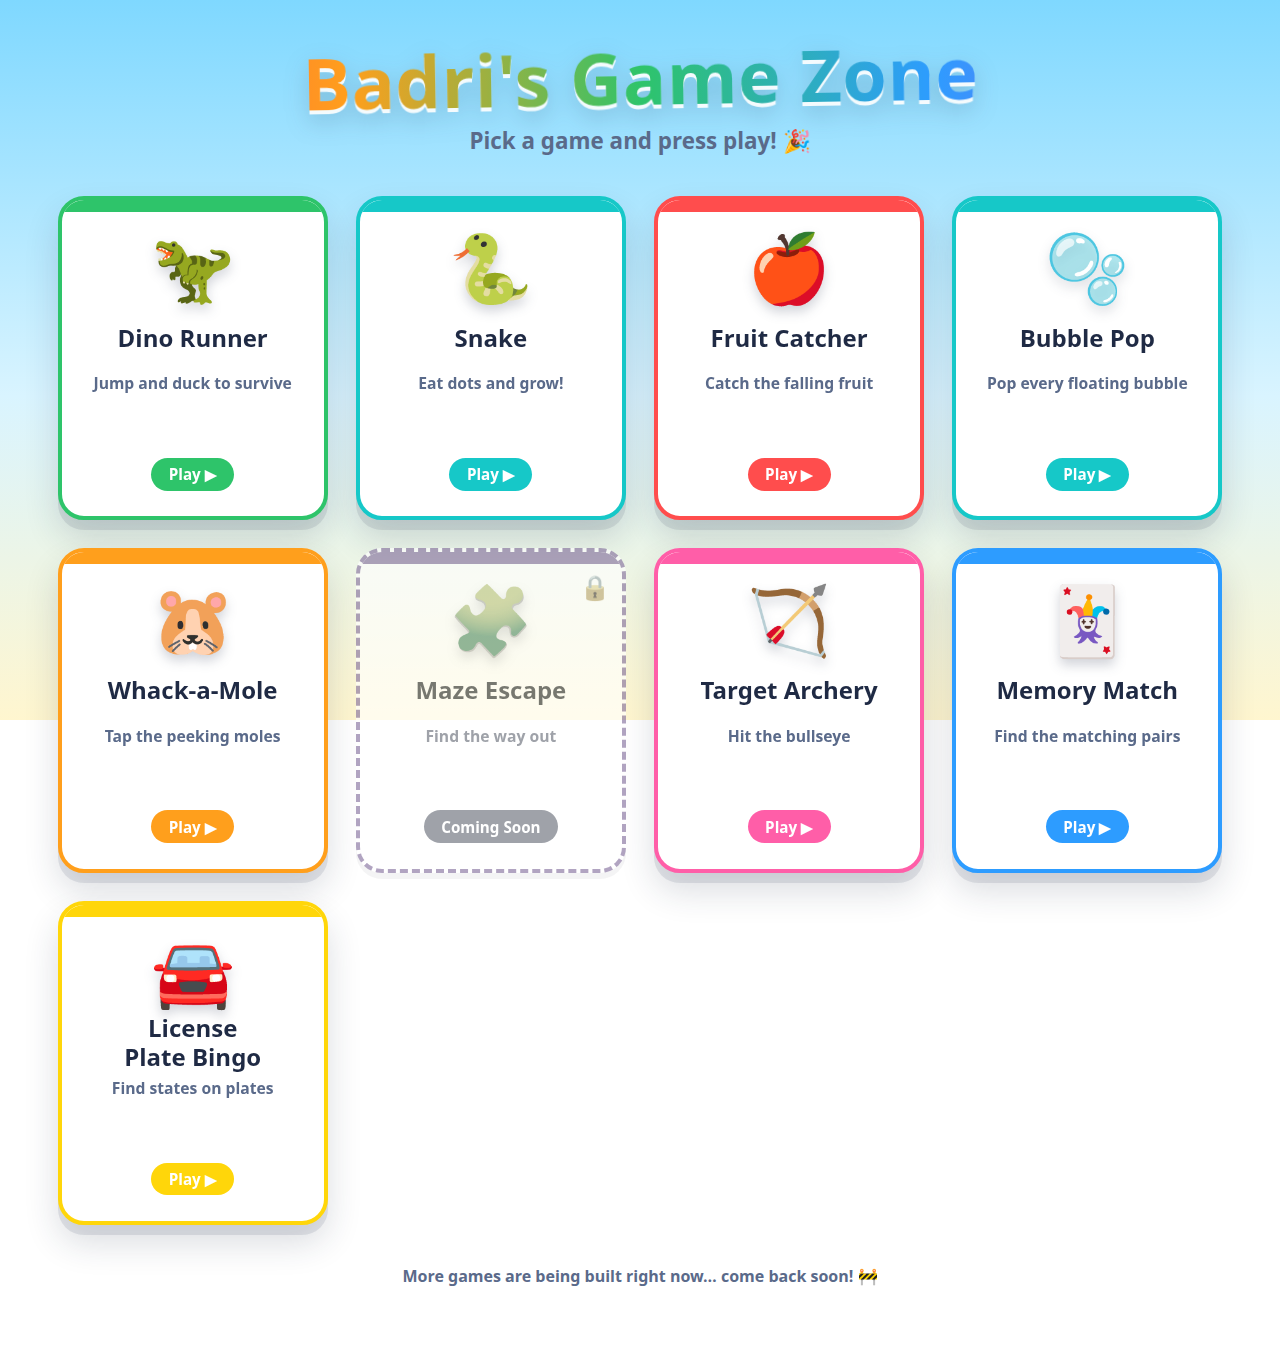 Badri's Game Zone
Pick a game and press play! 🎉
Dino Runner
Jump and duck to survive
Play ▶
Snake
Eat dots and grow!
Play ▶
Fruit Catcher
Catch the falling fruit
Play ▶
Bubble Pop
Pop every floating bubble
Play ▶
Whack-a-Mole
Tap the peeking moles
Play ▶
Maze Escape
Find the way out
Coming Soon
Target Archery
Hit the bullseye
Play ▶
Memory Match
Find the matching pairs
Play ▶
License
Plate Bingo
Find states on plates
Play ▶
More games are being built right now... come back soon! 🚧